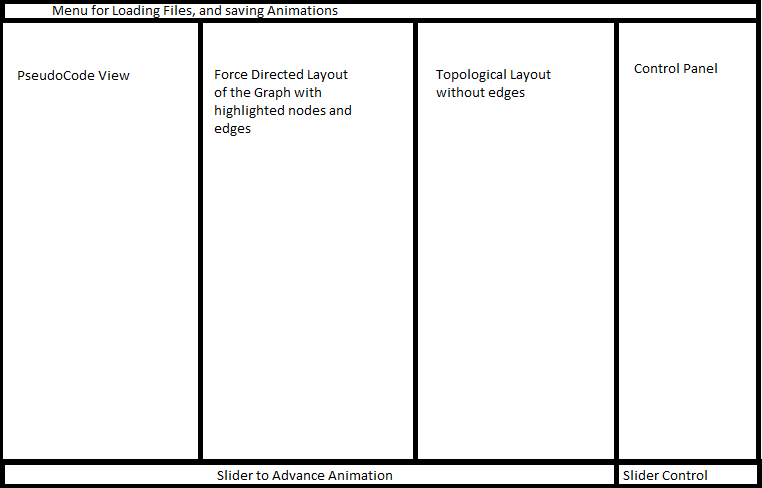 Menu for Loading Files, and saving Animations
PseudoCode View
Force Directed Layout
of the Graph with
highlighted nodes and
edges
Topological Layout
without edges
Control Panel
Slider to Advance Animation
Slider Control